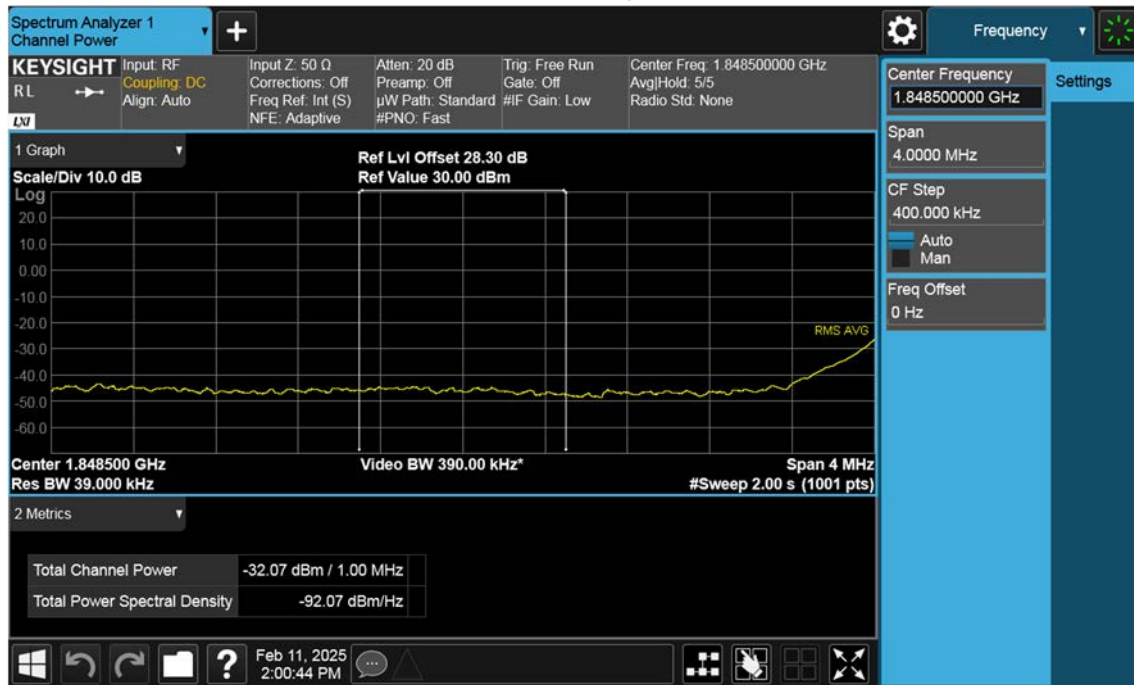 Spectrum Analyzer 1
Channel Power
+
Frequency
KEYSIGHT
RL
LXI
Input: RF
Coupling: DC
Align: Auto
Input Z: 50 Ω
Corrections: Off
Freq Ref: Int (S)
NFE: Adaptive
Atten: 20 dB
Preamp: Off
µW Path: Standard
#PNO: Fast
Trig: Free Run
Gate: Off
#IF Gain: Low
Center Freq: 1.848500000 GHz
Avg|Hold: 5/5
Radio Std: None
1 Graph
Scale/Div 10.0 dB
Ref Lvl Offset 28.30 dB
Ref Value 30.00 dBm
Log
20.0
10.0
0.00
-10.0
-20.0
-30.0
-40.0
-50.0
-60.0
RMS AVG
Center 1.848500 GHz
Video BW 390.00 kHz*
Span 4 MHz
Res BW 39.000 kHz
#Sweep 2.00 s (1001 pts)
2 Metrics
Total Channel Power -32.07 dBm / 1.00 MHz
Total Power Spectral Density -92.07 dBm/Hz
?
Feb 11, 2025
2:00:44 PM
Center Frequency
1.848500000 GHz
Settings
Span
4.0000 MHz
CF Step
400.000 kHz
Auto
Man
Freq Offset
0 Hz